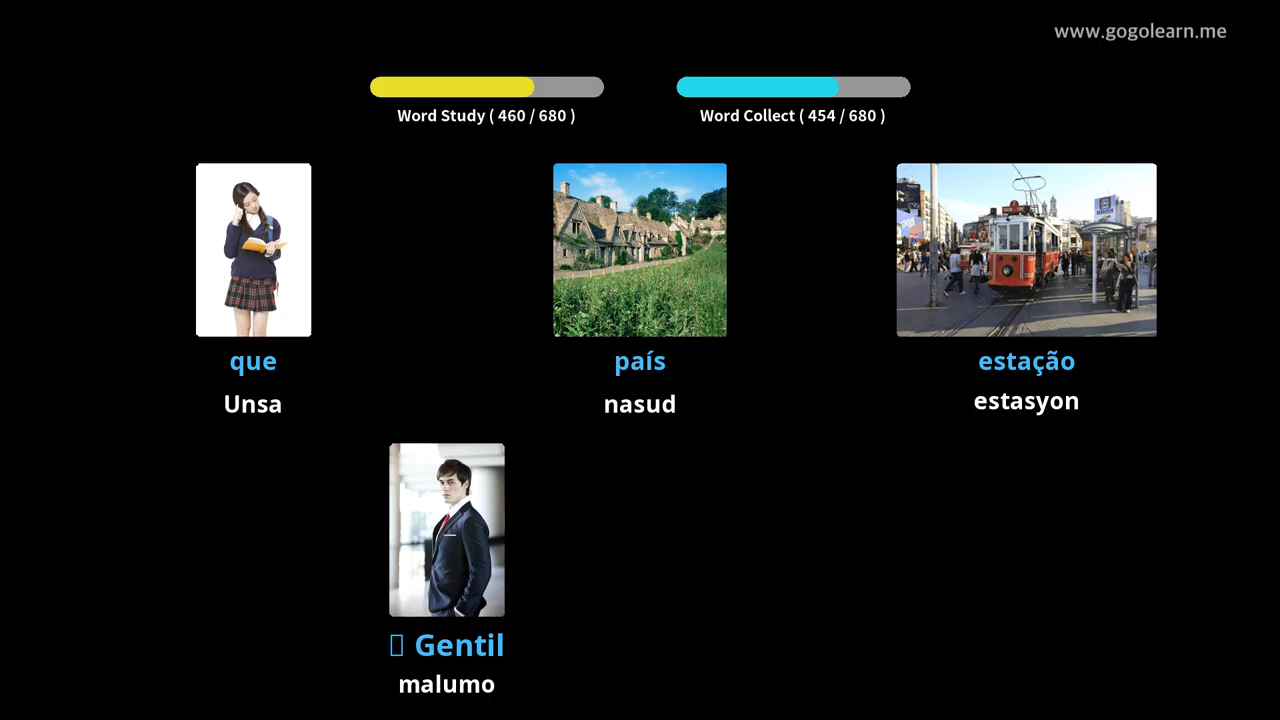 www.gogolearn.me
Word Study ( 460 / 680 )
Word Collect ( 454 / 680 )
que
país
estação
Unsa
nasud
estasyon
Gentil
malumo